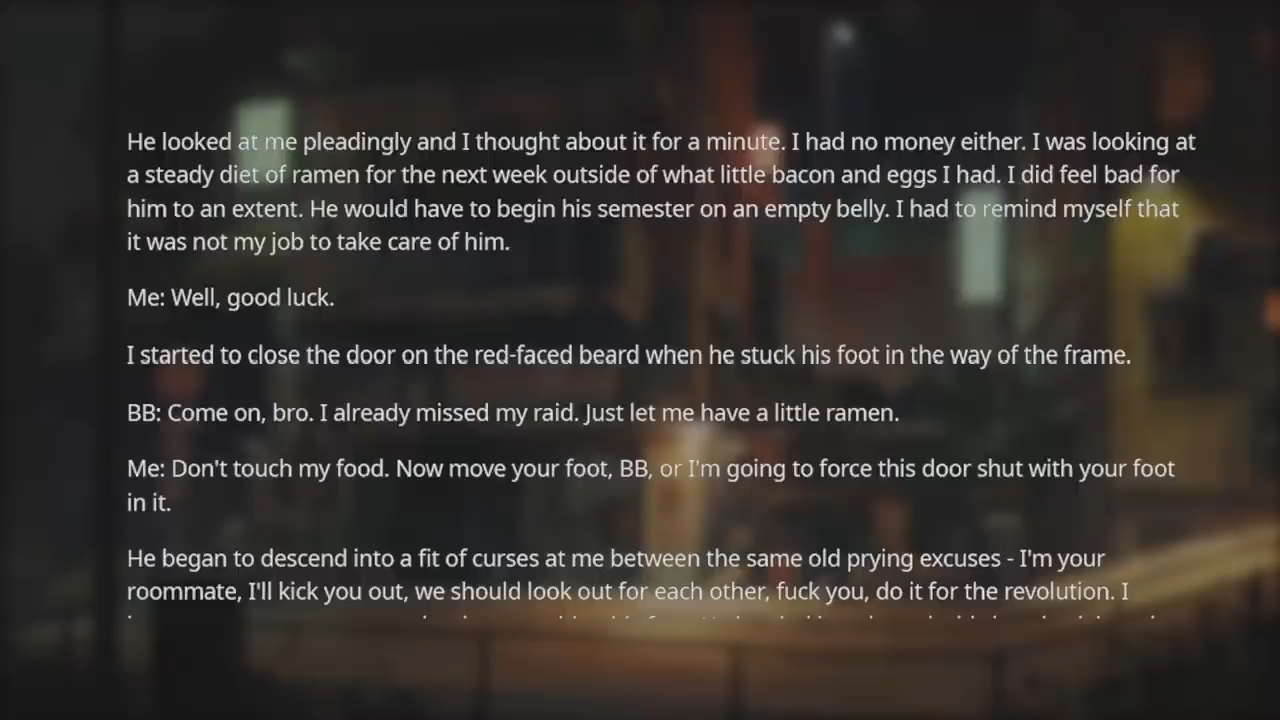 He looked at me pleadingly and I thought about it for a minute. I had no money either. I was looking at
a steady diet of ramen for the next week outside of what little bacon and eggs I had. I did feel bad for
him to an extent. He would have to begin his semester on an empty belly. I had to remind myself that
it was not my job to take care of him.
Me: Well, good luck.
I started to close the door on the red-faced beard when he stuck his foot in the way of the frame.
BB: Come on, bro. I already missed my raid. Just let me have a little ramen.
Me: Don't touch my food. Now move your foot, BB, or I'm going to force this door shut with your foot
in it.
He began to descend into a fit of curses at me between the same old prying excuses - I'm your
roommate, I'll kick you out, we should look out for each other, fuck you, do it for the revolution. I